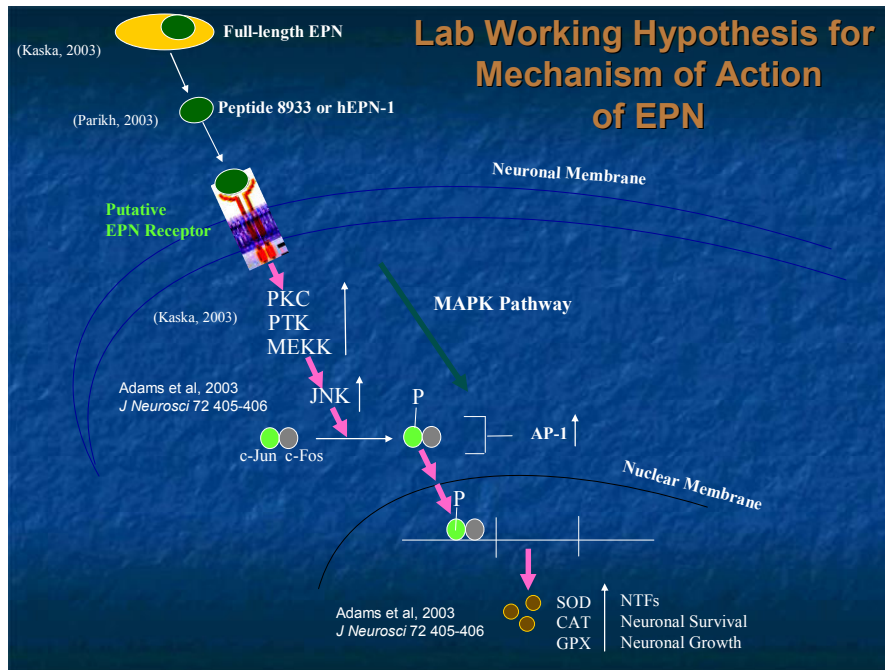 Lab Working Hypothesis for
Mechanism of Action
of EPN
Full-length EPN
(Kaska, 2003)
Peptide 8933 or hEPN-1
(Parikh, 2003)
Neuronal Membrane
Putative
EPN Receptor
MAPK Pathway
(Kaska, 2003)
PKC
PTK
MEKK
Adams et al, 2003
J Neurosci 72 405-406
JNK
P
c-Jun c-Fos
AP-1
Nuclear Membrane
P
Adams et al, 2003
J Neurosci 72 405-406
SOD
CAT
GPX
NTFs
Neuronal Survival
Neuronal Growth